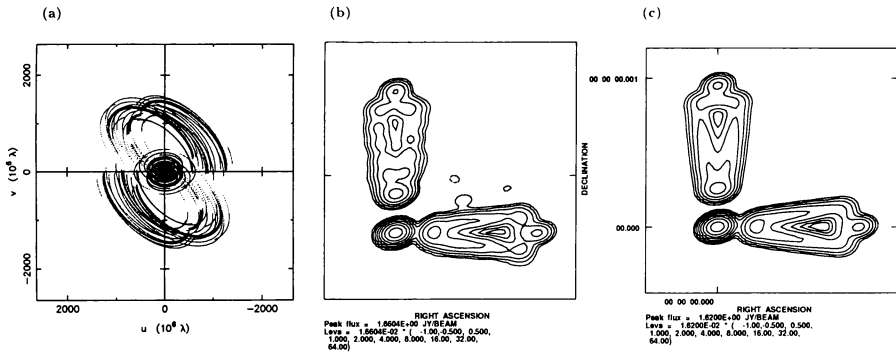 (a)
(b)
(c)
2000
0
−2000
v (10⁶ λ)
2000
0
−2000
u (10⁶ λ)
RIGHT ASCENSION
Peak flux = 1.6604E+00 JY/BEAM
Levs = 1.6604E-02 * ( -1.00,-0.500, 0.500,
1.000, 2.000, 4.000, 8.000, 16.00, 32.00,
64.00)
DECLINATION
00 00 00.001
00.000
00 00 00.000
RIGHT ASCENSION
Peak flux = 1.6200E+00 JY/BEAM
Levs = 1.6200E-02 * ( -1.00,-0.500, 0.500,
1.000, 2.000, 4.000, 8.000, 16.00, 32.00,
64.00)